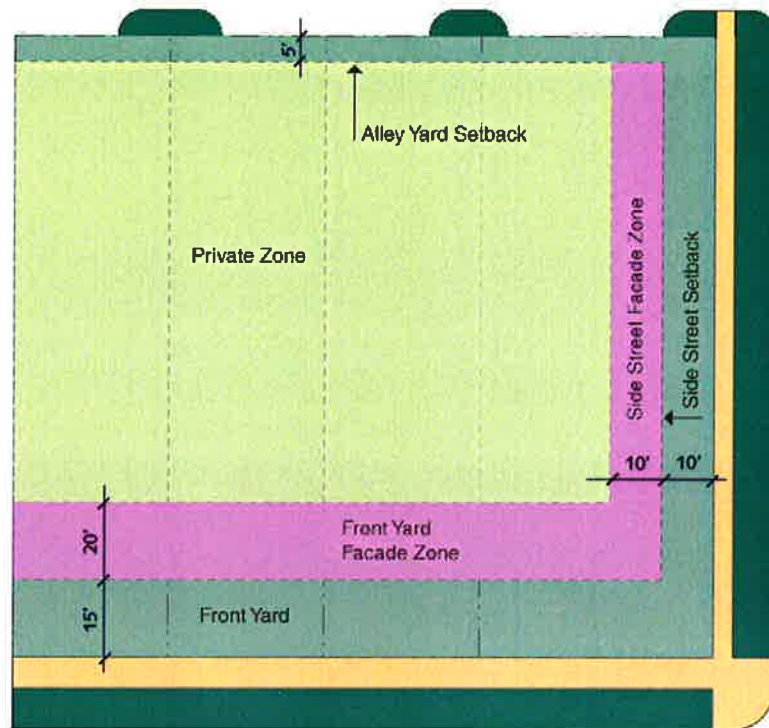 5'
Alley Yard Setback
Private Zone
Side Street Facade Zone
Side Street Setback
10'
10'
20'
Front Yard
Facade Zone
15'
Front Yard